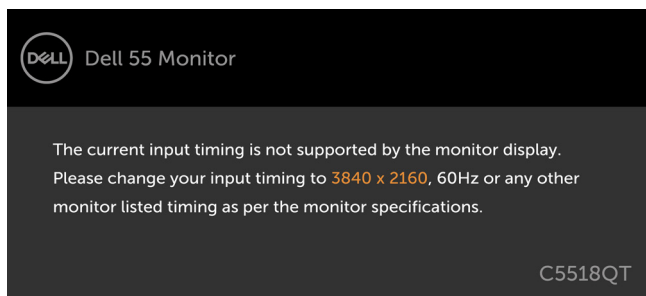 DELL
Dell 55 Monitor
The current input timing is not supported by the monitor display.
Please change your input timing to 3840 x 2160, 60Hz or any other
monitor listed timing as per the monitor specifications.
C5518QT